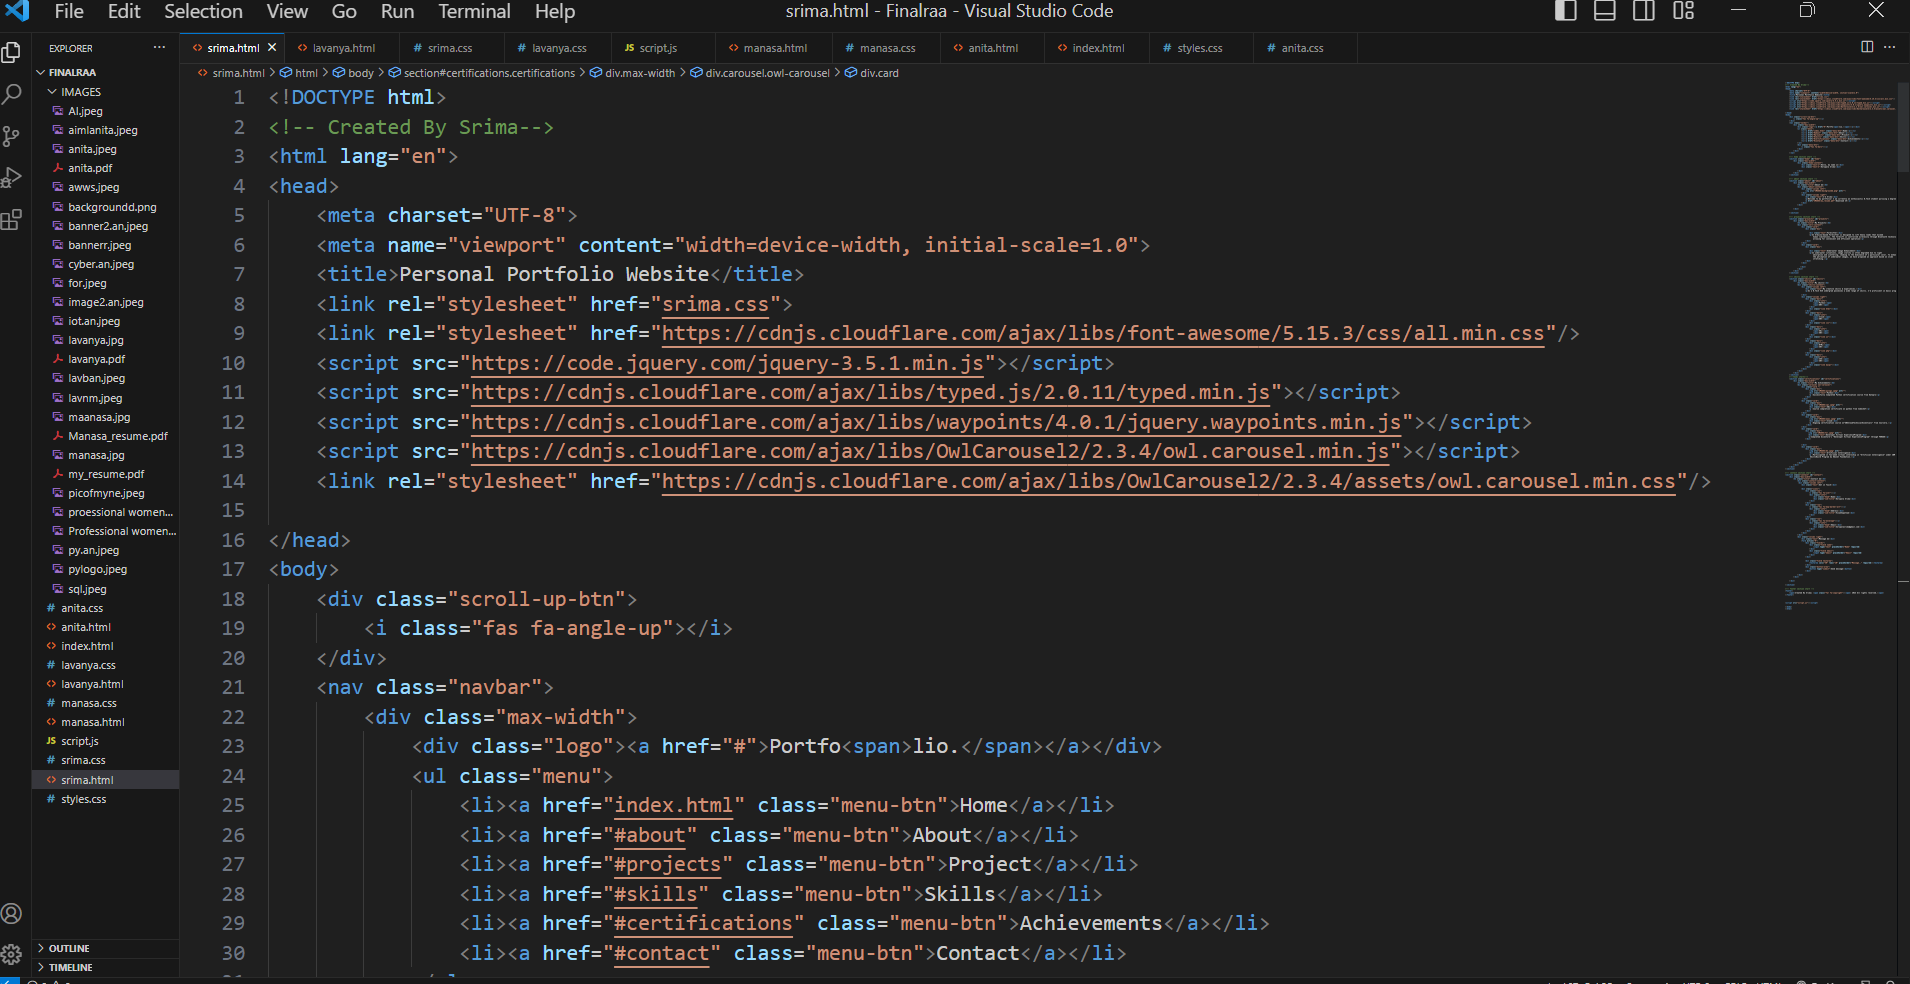 File Edit Selection View Go Run Terminal Help
srima.html - Finalraa - Visual Studio Code
EXPLORER ···
srima.html lavanya.html srima.css lavanya.css script.js manasa.html manasa.css anita.html index.html styles.css anita.css
srima.html > html > body > section#certifications.certifications > div.max-width > div.carousel.owl-carousel > div.card
FINALRAA
IMAGES
AI.jpeg
aimlanita.jpeg
anita.jpeg
anita.pdf
awws.jpeg
backgroundd.png
banner2.an.jpeg
bannerr.jpeg
cyber.an.jpeg
for.jpeg
image2.an.jpeg
iot.an.jpeg
lavanya.jpg
lavanya.pdf
lavban.jpeg
lavnm.jpeg
maanasa.jpg
Manasa_resume.pdf
manasa.jpg
my_resume.pdf
picofmyne.jpeg
proessional women...
Professional women...
py.an.jpeg
pylogo.jpeg
sql.jpeg
anita.css
anita.html
index.html
lavanya.css
lavanya.html
manasa.css
manasa.html
script.js
srima.css
srima.html
styles.css
OUTLINE
TIMELINE
1 <!DOCTYPE html>
2 <!-- Created By Srima-->
3 <html lang="en">
4 <head>
5 <meta charset="UTF-8">
6 <meta name="viewport" content="width=device-width, initial-scale=1.0">
7 <title>Personal Portfolio Website</title>
8 <link rel="stylesheet" href="srima.css">
9 <link rel="stylesheet" href="https://cdnjs.cloudflare.com/ajax/libs/font-awesome/5.15.3/css/all.min.css"/>
10 <script src="https://code.jquery.com/jquery-3.5.1.min.js"></script>
11 <script src="https://cdnjs.cloudflare.com/ajax/libs/typed.js/2.0.11/typed.min.js"></script>
12 <script src="https://cdnjs.cloudflare.com/ajax/libs/waypoints/4.0.1/jquery.waypoints.min.js"></script>
13 <script src="https://cdnjs.cloudflare.com/ajax/libs/OwlCarousel2/2.3.4/owl.carousel.min.js"></script>
14 <link rel="stylesheet" href="https://cdnjs.cloudflare.com/ajax/libs/OwlCarousel2/2.3.4/assets/owl.carousel.min.css"/>
15
16 </head>
17 <body>
18 <div class="scroll-up-btn">
19 <i class="fas fa-angle-up"></i>
20 </div>
21 <nav class="navbar">
22 <div class="max-width">
23 <div class="logo"><a href="#">Portfo<span>lio.</span></a></div>
24 <ul class="menu">
25 <li><a href="index.html" class="menu-btn">Home</a></li>
26 <li><a href="#about" class="menu-btn">About</a></li>
27 <li><a href="#projects" class="menu-btn">Project</a></li>
28 <li><a href="#skills" class="menu-btn">Skills</a></li>
29 <li><a href="#certifications" class="menu-btn">Achievements</a></li>
30 <li><a href="#contact" class="menu-btn">Contact</a></li>